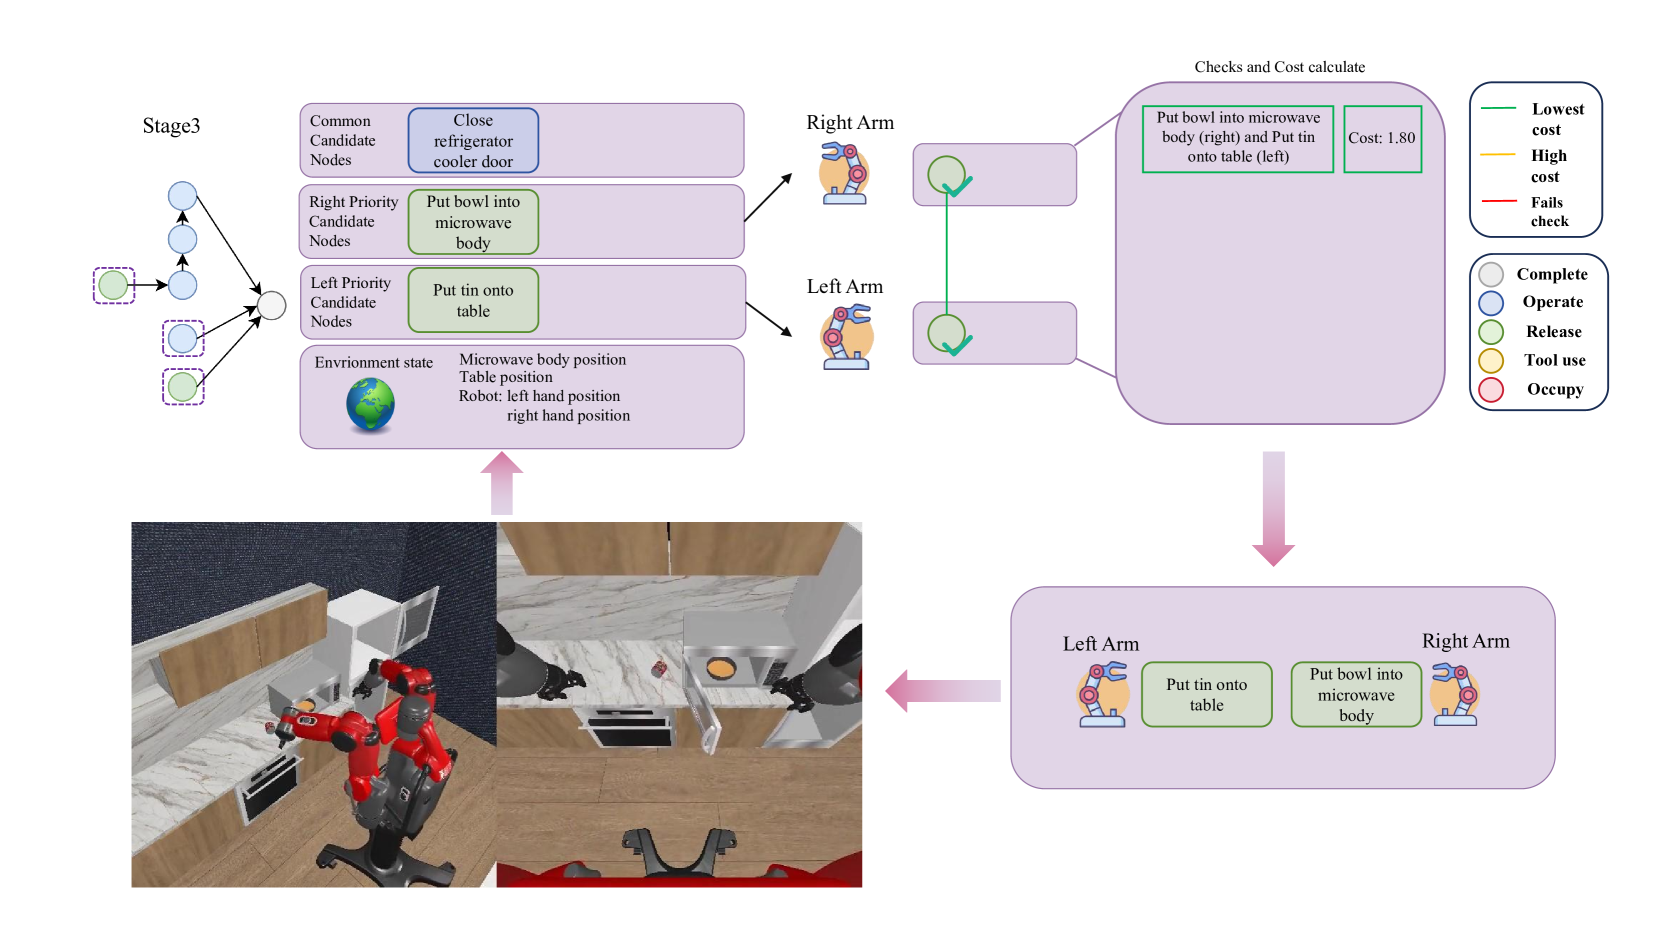 Checks and Cost calculate
Stage3
Common
Candidate
Nodes
Close
refrigerator
cooler door
Right Priority
Candidate
Nodes
Put bowl into
microwave
body
Left Priority
Candidate
Nodes
Put tin onto
table
Envrionment state
Microwave body position
Table position
Robot: left hand position
right hand position
Right Arm
Left Arm
Put bowl into microwave
body (right) and Put tin
onto table (left)
Cost: 1.80
Lowest
cost
High
cost
Fails
check
Complete
Operate
Release
Tool use
Occupy
Left Arm
Put tin onto
table
Put bowl into
microwave
body
Right Arm